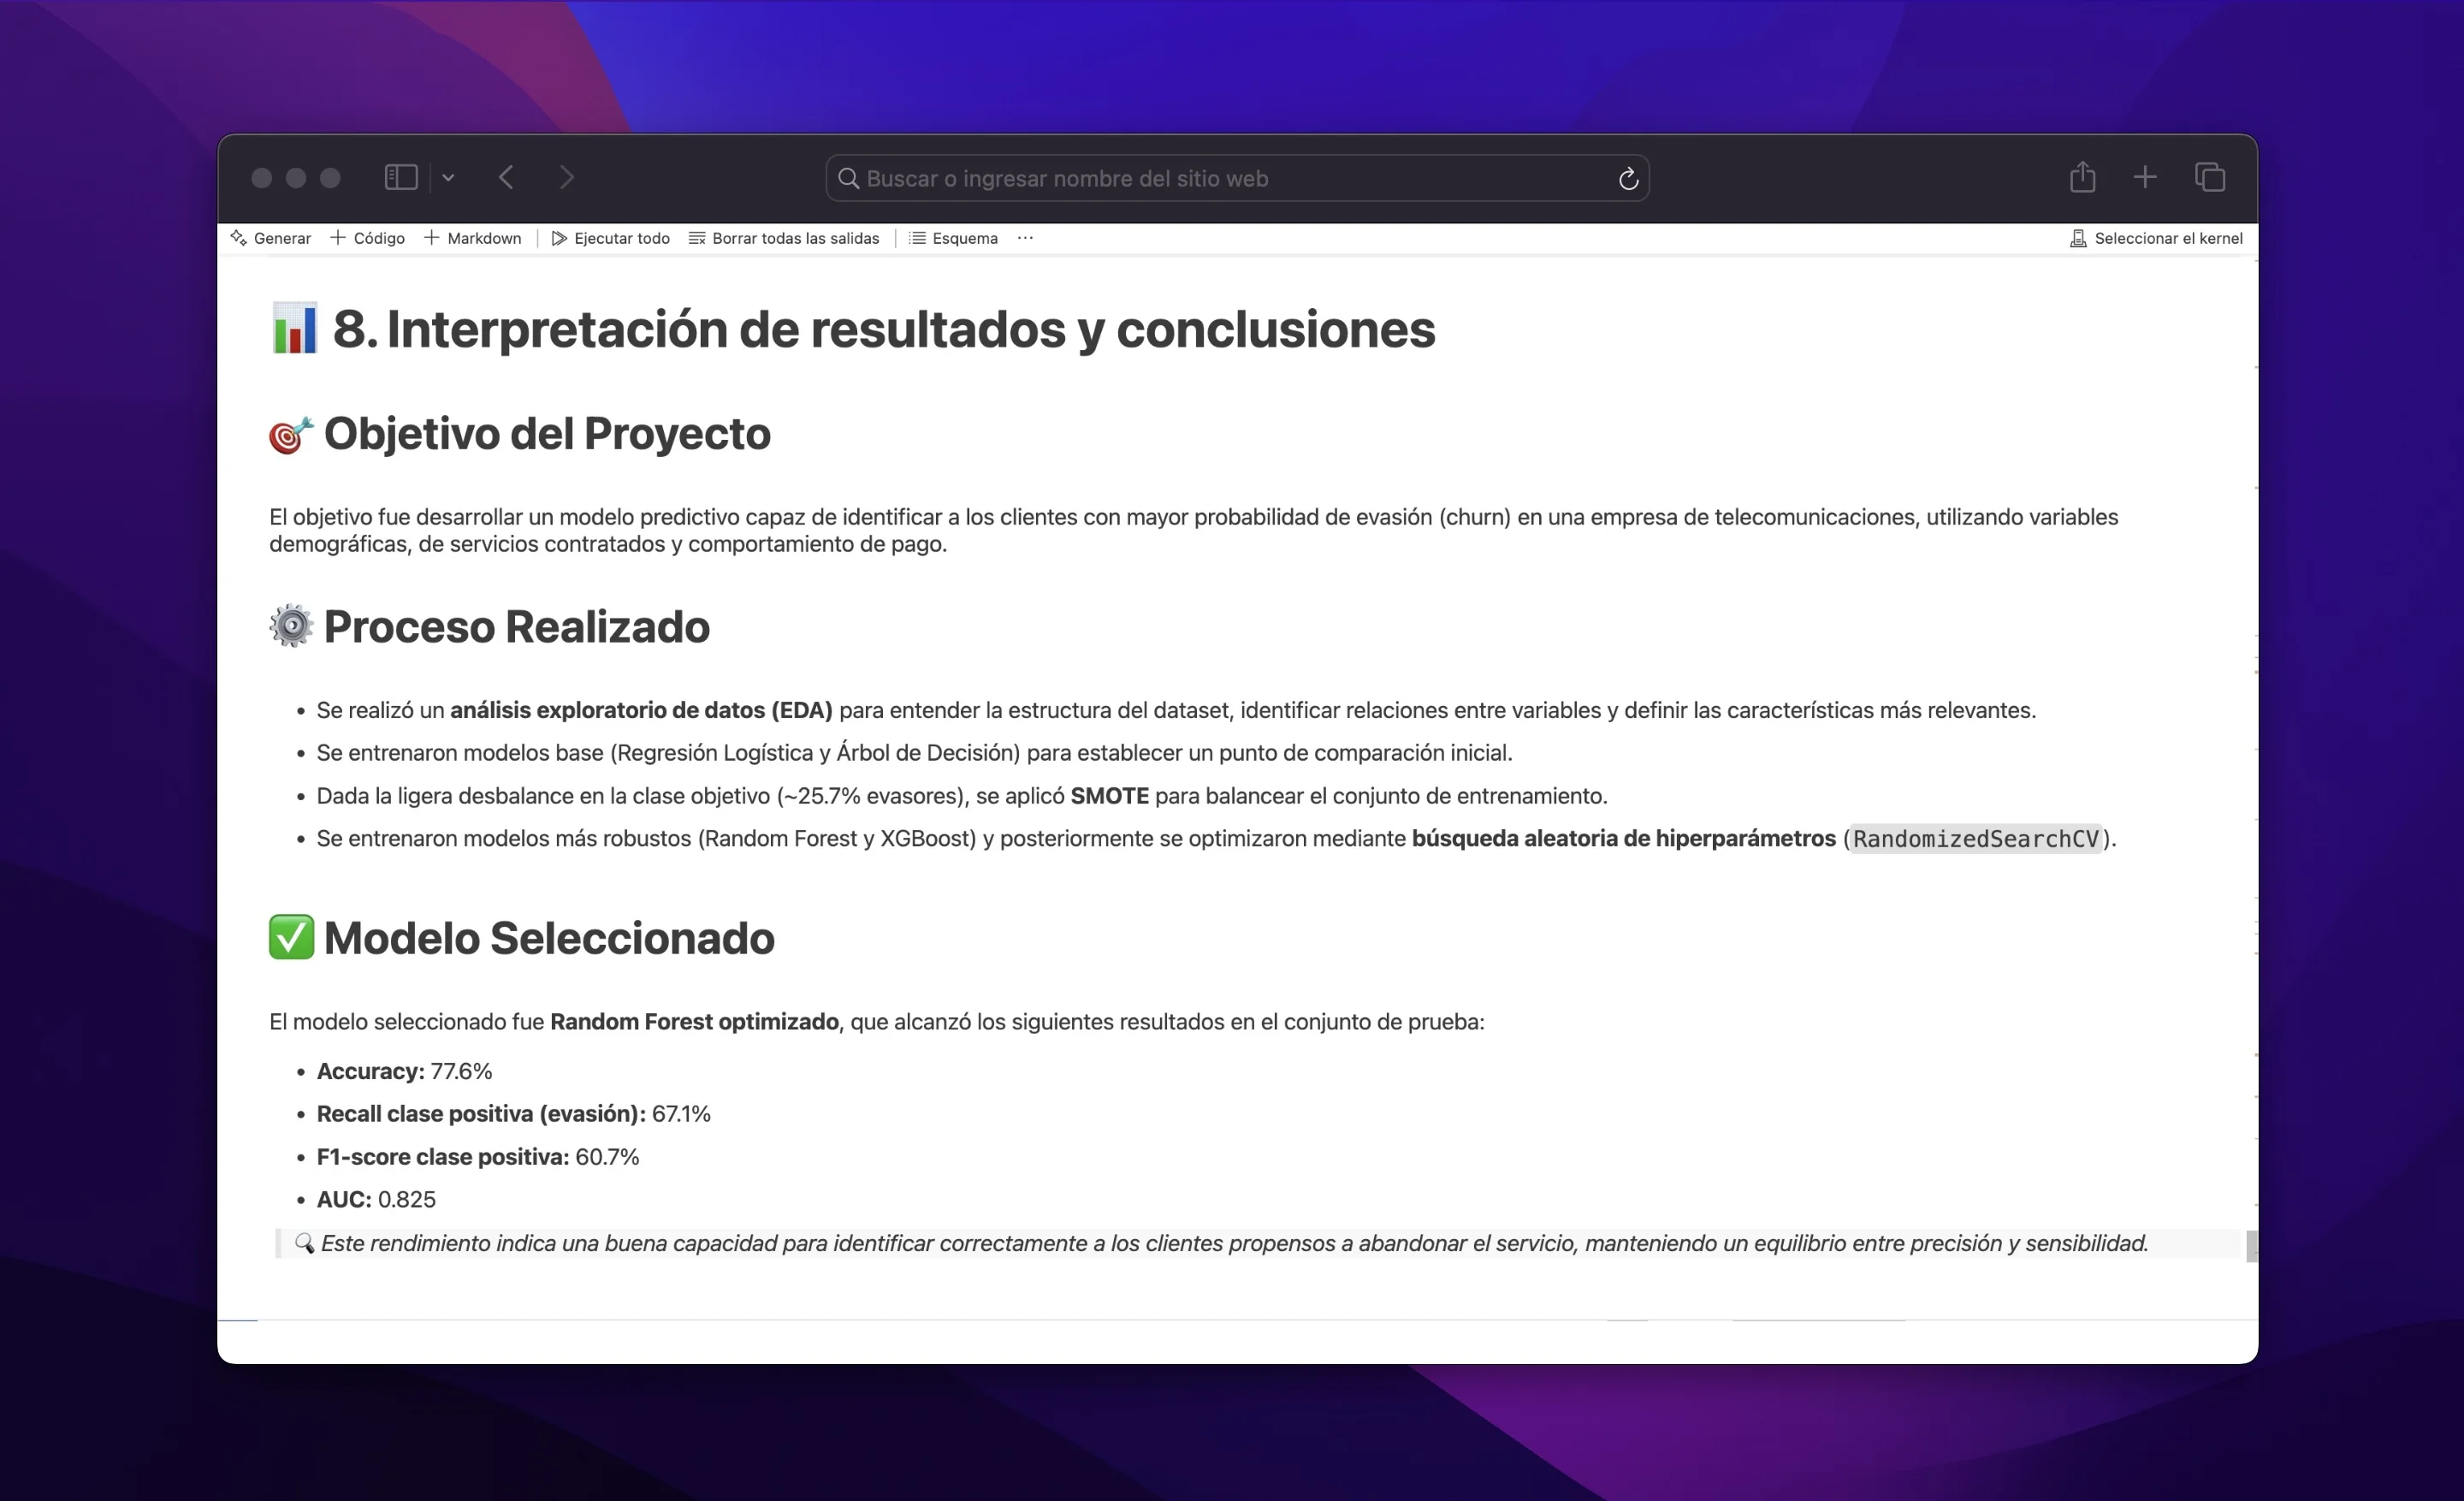 Buscar o ingresar nombre del sitio web
Generar + Código + Markdown Ejecutar todo Borrar todas las salidas Esquema ··· Seleccionar el kernel
8. Interpretación de resultados y conclusiones
Objetivo del Proyecto
El objetivo fue desarrollar un modelo predictivo capaz de identificar a los clientes con mayor probabilidad de evasión (churn) en una empresa de telecomunicaciones, utilizando variables
demográficas, de servicios contratados y comportamiento de pago.
Proceso Realizado
• Se realizó un análisis exploratorio de datos (EDA) para entender la estructura del dataset, identificar relaciones entre variables y definir las características más relevantes.
• Se entrenaron modelos base (Regresión Logística y Árbol de Decisión) para establecer un punto de comparación inicial.
• Dada la ligera desbalance en la clase objetivo (~25.7% evasores), se aplicó SMOTE para balancear el conjunto de entrenamiento.
• Se entrenaron modelos más robustos (Random Forest y XGBoost) y posteriormente se optimizaron mediante búsqueda aleatoria de hiperparámetros (RandomizedSearchCV).
Modelo Seleccionado
El modelo seleccionado fue Random Forest optimizado, que alcanzó los siguientes resultados en el conjunto de prueba:
• Accuracy: 77.6%
• Recall clase positiva (evasión): 67.1%
• F1-score clase positiva: 60.7%
• AUC: 0.825
Este rendimiento indica una buena capacidad para identificar correctamente a los clientes propensos a abandonar el servicio, manteniendo un equilibrio entre precisión y sensibilidad.